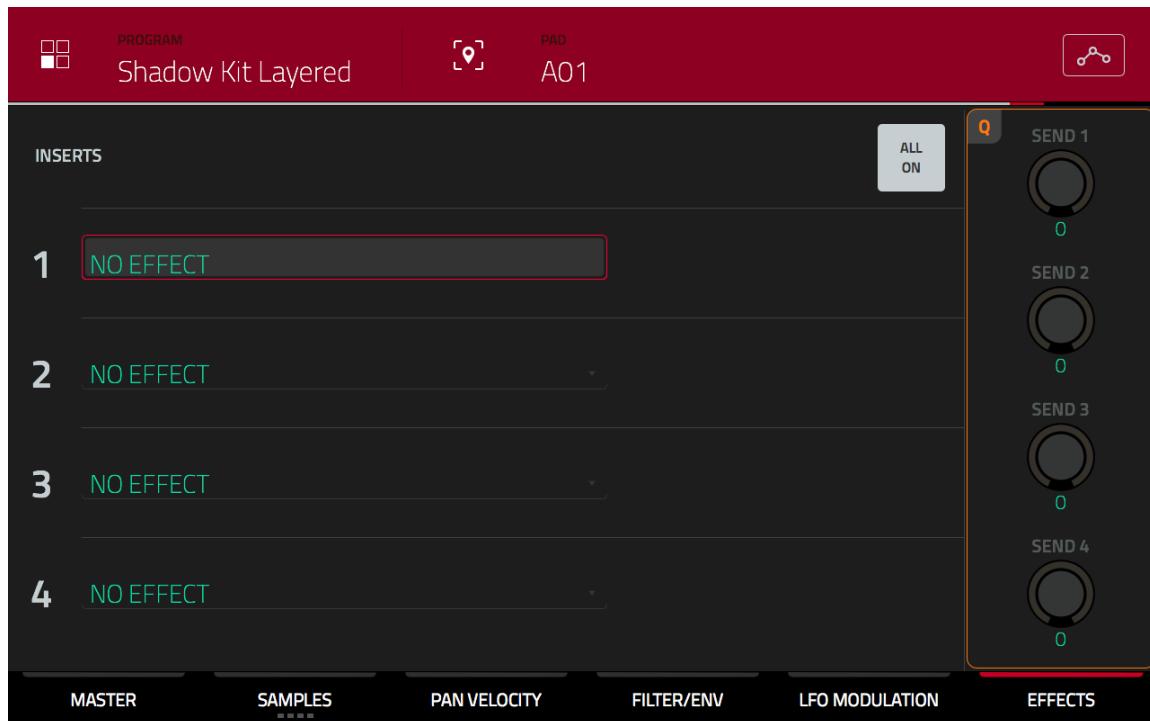 PROGRAM
Shadow Kit Layered
PAD
A01
INSERTS
ALL
ON
1
NO EFFECT
2
NO EFFECT
3
NO EFFECT
4
NO EFFECT
Q
SEND 1
0
SEND 2
0
SEND 3
0
SEND 4
0
MASTER
SAMPLES
PAN VELOCITY
FILTER/ENV
LFO MODULATION
EFFECTS